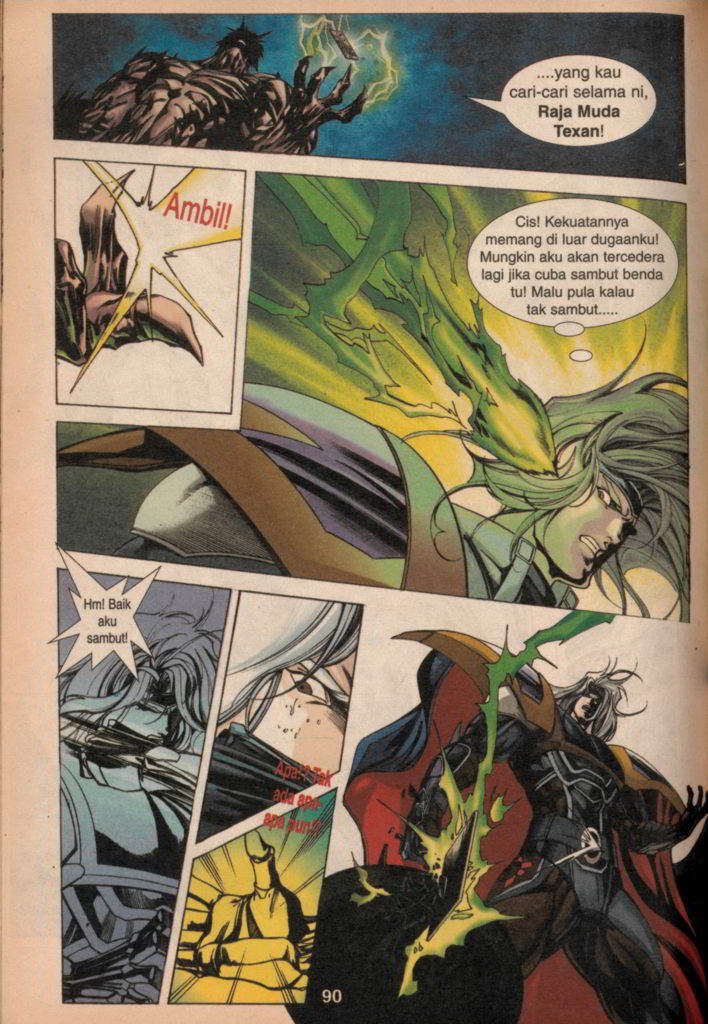 ....yang kau
cari-cari selama ni,
Raja Muda
Texan!
Ambil!
Cis! Kekuatannya
memang di luar dugaanku!
Mungkin aku akan tercedera
lagi jika cuba sambut benda
tu! Malu pula kalau
tak sambut.....
Hm! Baik
aku
sambut!
Apa!? Tak
ada apa-
apa pun!?
90